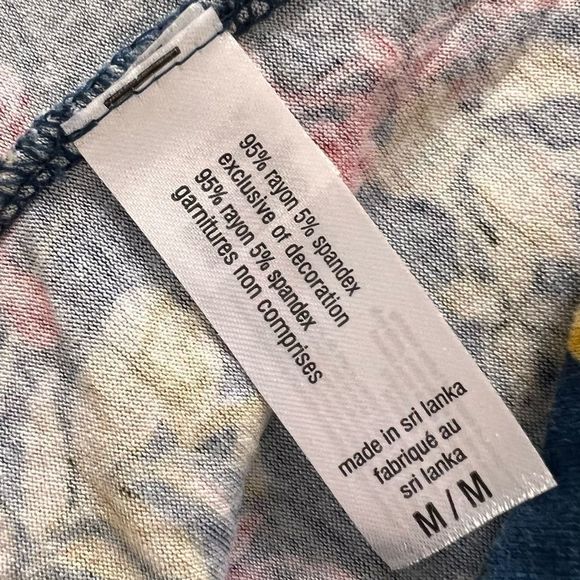 95% rayon 5% spandex
exclusive of decoration
95% rayon 5% spandex
garnitures non comprises
made in sri lanka
fabriqué au
sri lanka
M / M